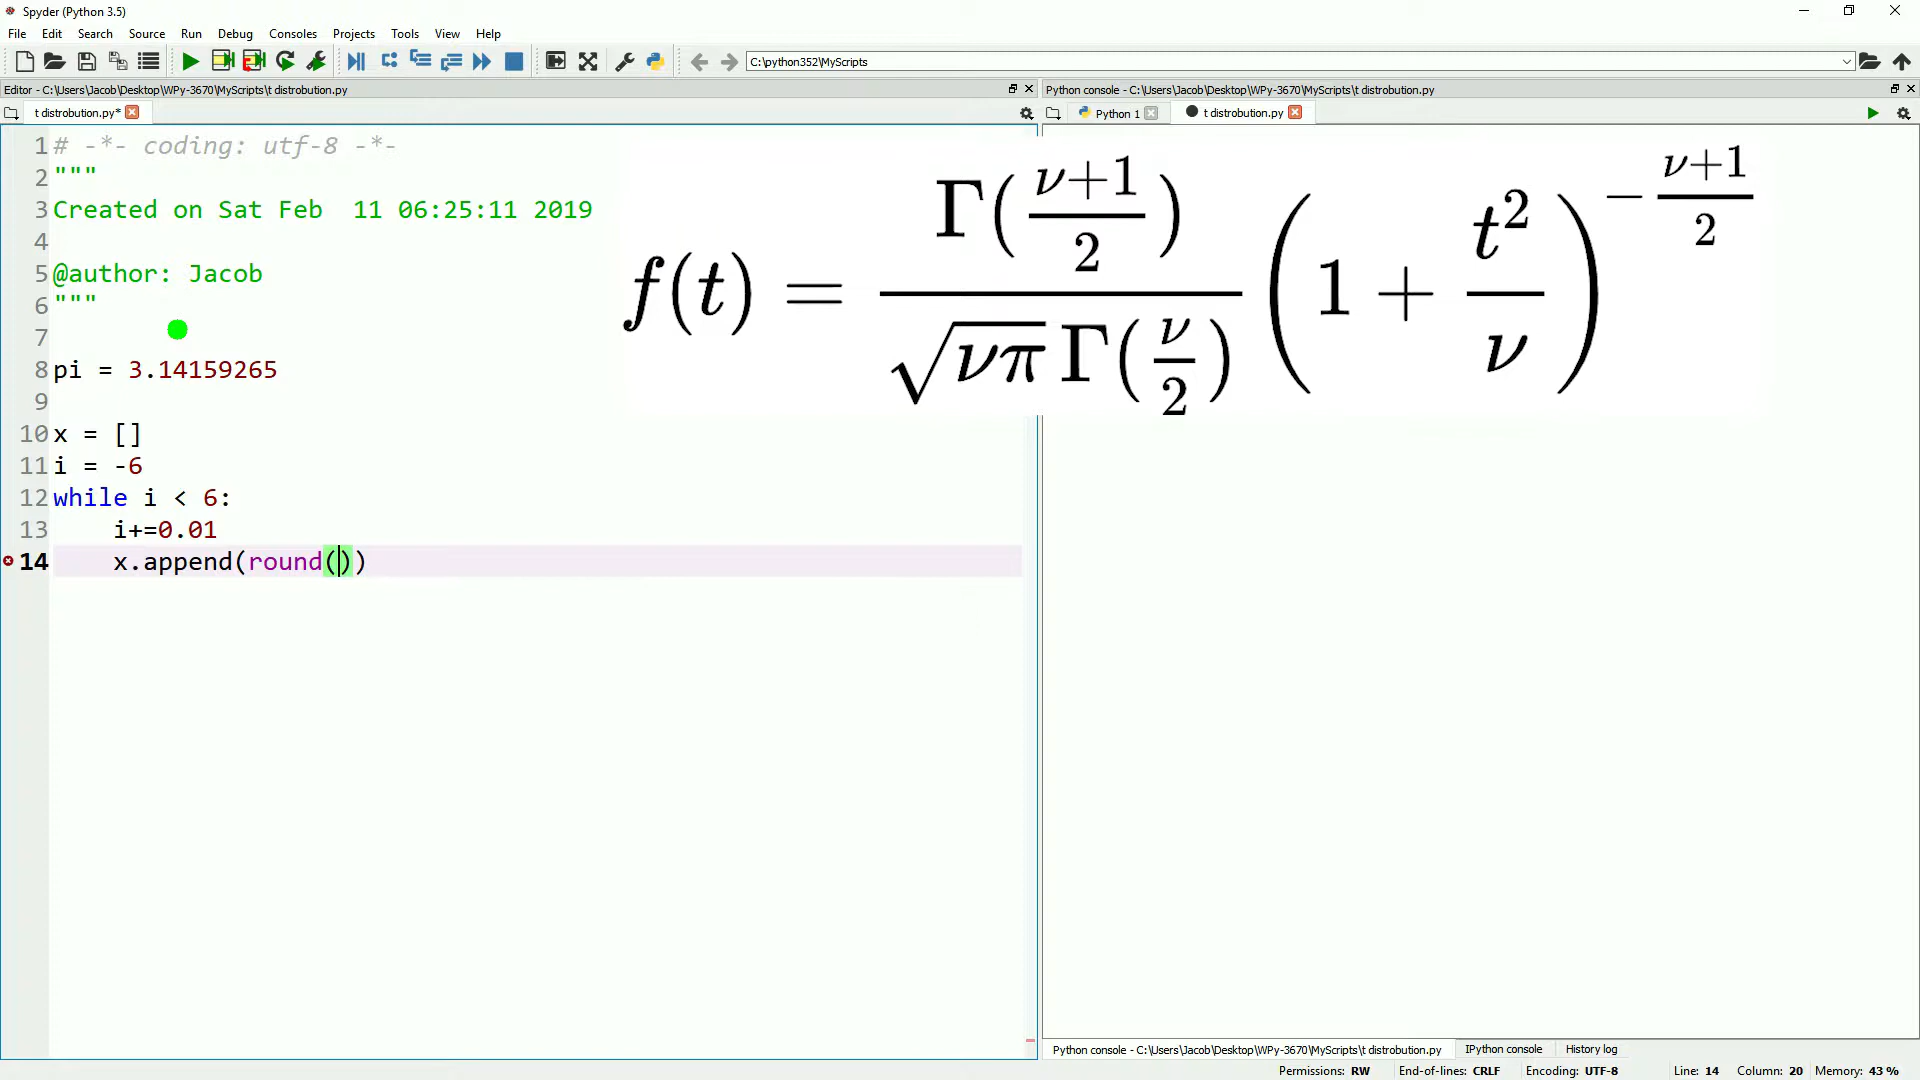 Spyder (Python 3.5)
File Edit Search Source Run Debug Consoles Projects Tools View Help
C:\python352\MyScripts
Editor - C:\Users\Jacob\Desktop\WPy-3670\MyScripts\t distrobution.py
Python console - C:\Users\Jacob\Desktop\WPy-3670\MyScripts\t distrobution.py
t distrobution.py*
Python 1 t distrobution.py
1 # -*- coding: utf-8 -*-
2 """
3 Created on Sat Feb  11 06:25:11 2019
4
5 @author: Jacob
6 """
7
8 pi = 3.14159265
9
10 x = []
11 i = -6
12 while i < 6:
13     i+=0.01
14     x.append(round())
f(t) = Γ((ν+1)/2) / (√(νπ) Γ(ν/2)) (1 + t²/ν)^(-(ν+1)/2)
Python console - C:\Users\Jacob\Desktop\WPy-3670\MyScripts\t distrobution.py IPython console History log
Permissions: RW End-of-lines: CRLF Encoding: UTF-8 Line: 14 Column: 20 Memory: 43 %